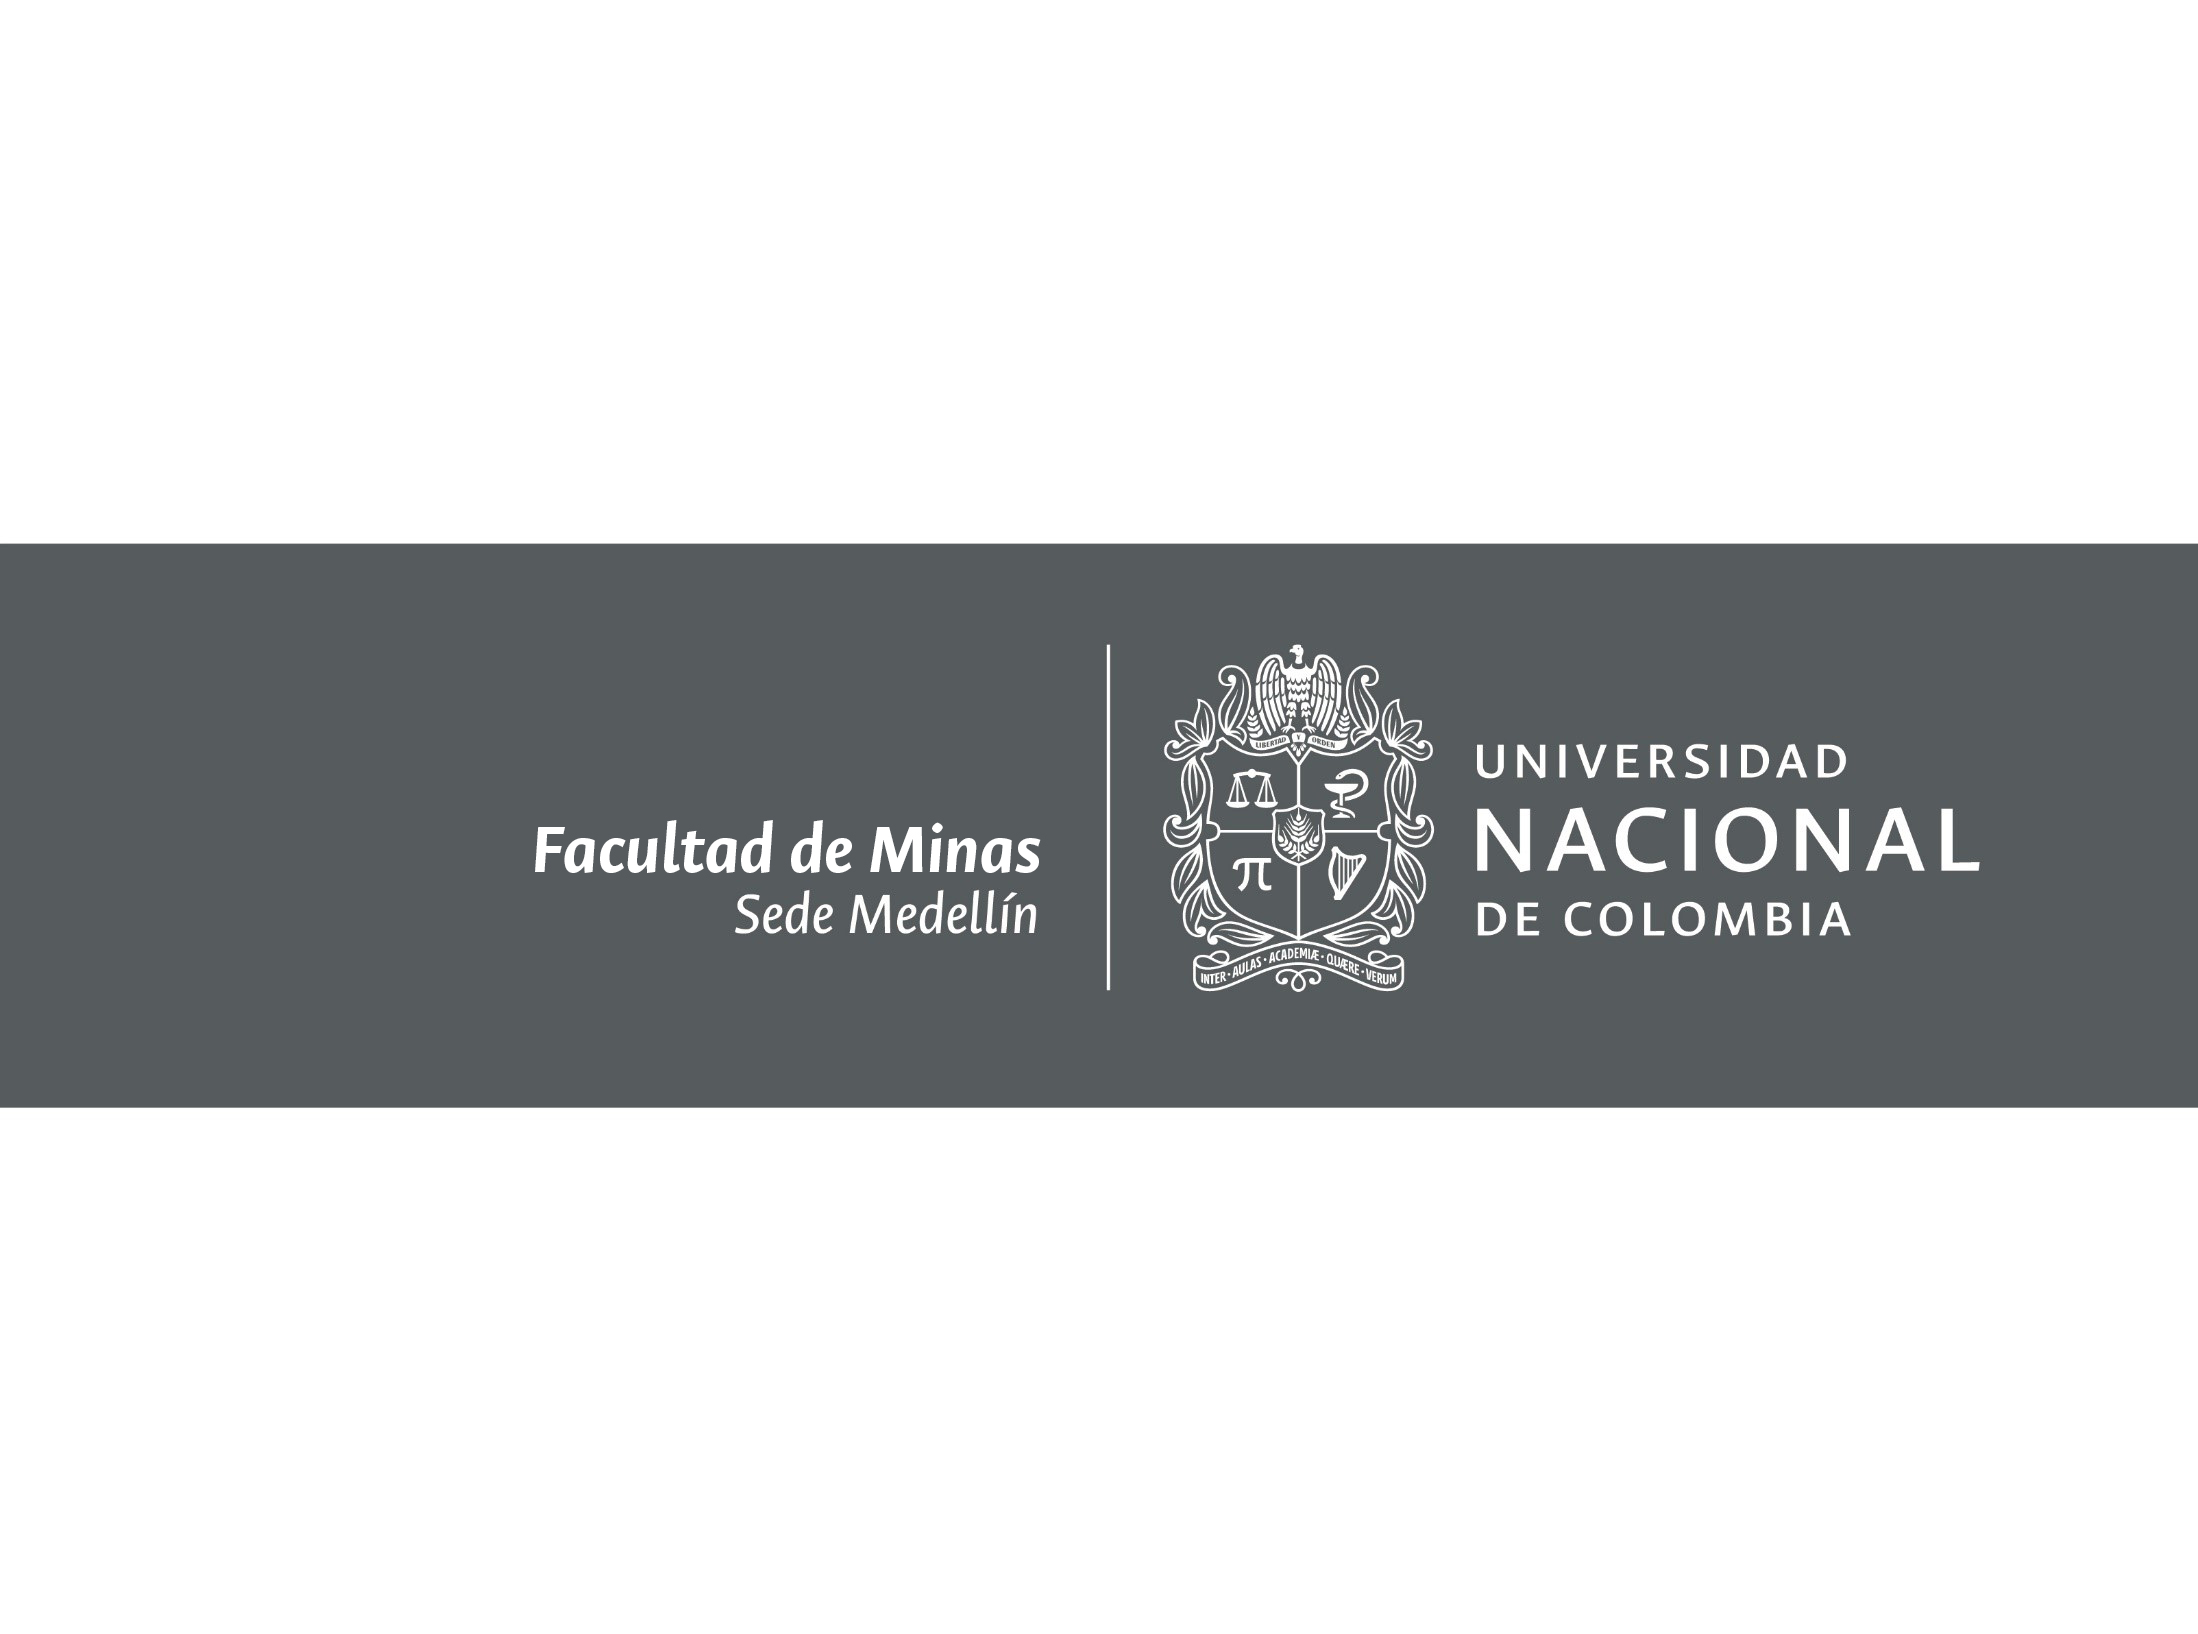 Facultad de Minas
Sede Medellín
LIBERTAD Y ORDEN
π
INTER · AULAS · ACADEMIÆ · QUÆRE · VERUM
UNIVERSIDAD
NACIONAL
DE COLOMBIA